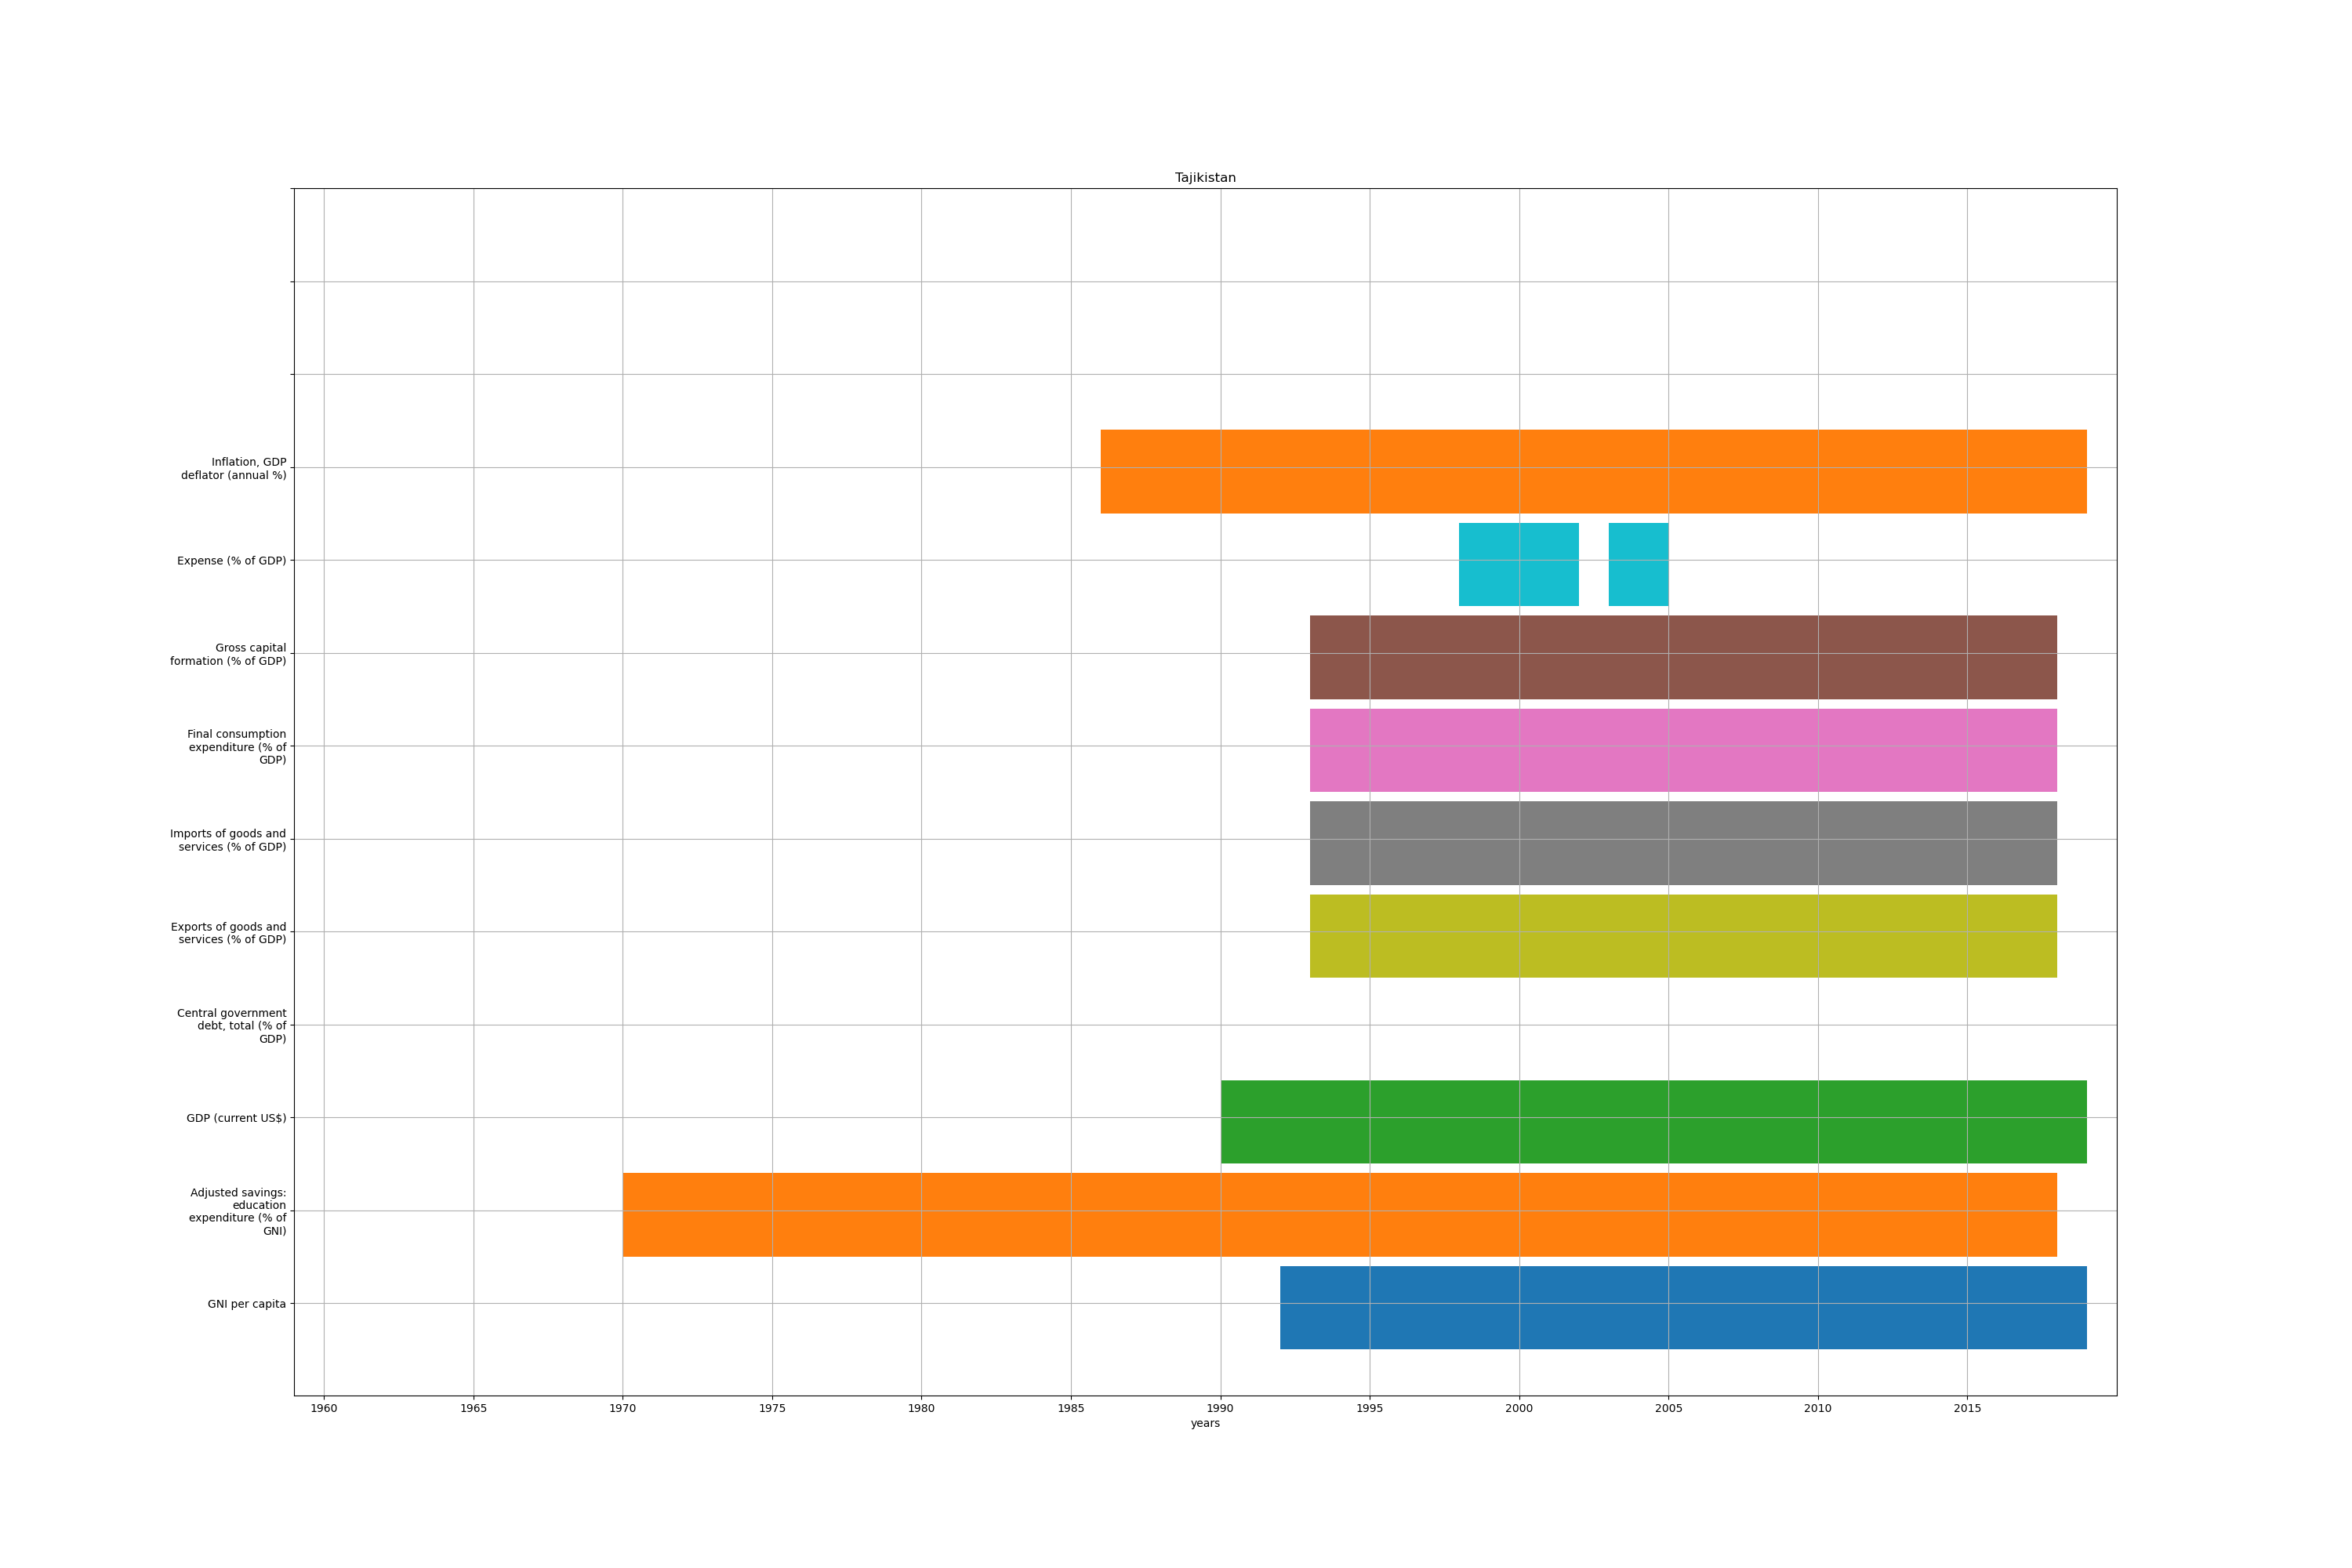 Tajikistan
Inflation, GDP
deflator (annual %)
Expense (% of GDP)
Gross capital
formation (% of GDP)
Final consumption
expenditure (% of
GDP)
Imports of goods and
services (% of GDP)
Exports of goods and
services (% of GDP)
Central government
debt, total (% of
GDP)
GDP (current US$)
Adjusted savings:
education
expenditure (% of
GNI)
GNI per capita
1960 1965 1970 1975 1980 1985 1990 1995 2000 2005 2010 2015
years